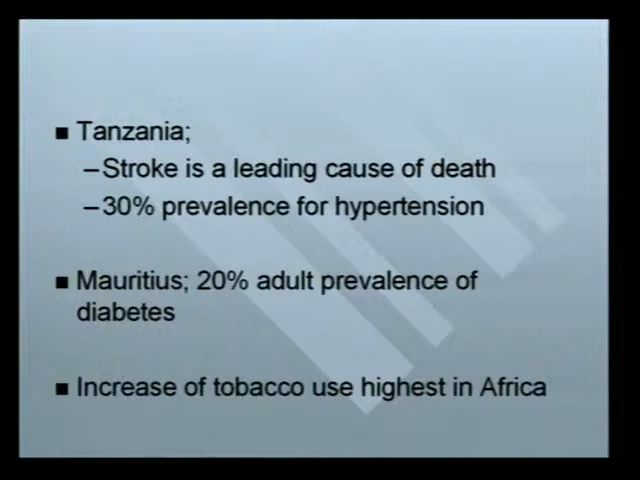 ■ Tanzania;
–Stroke is a leading cause of death
–30% prevalence for hypertension
■ Mauritius; 20% adult prevalence of
diabetes
■ Increase of tobacco use highest in Africa